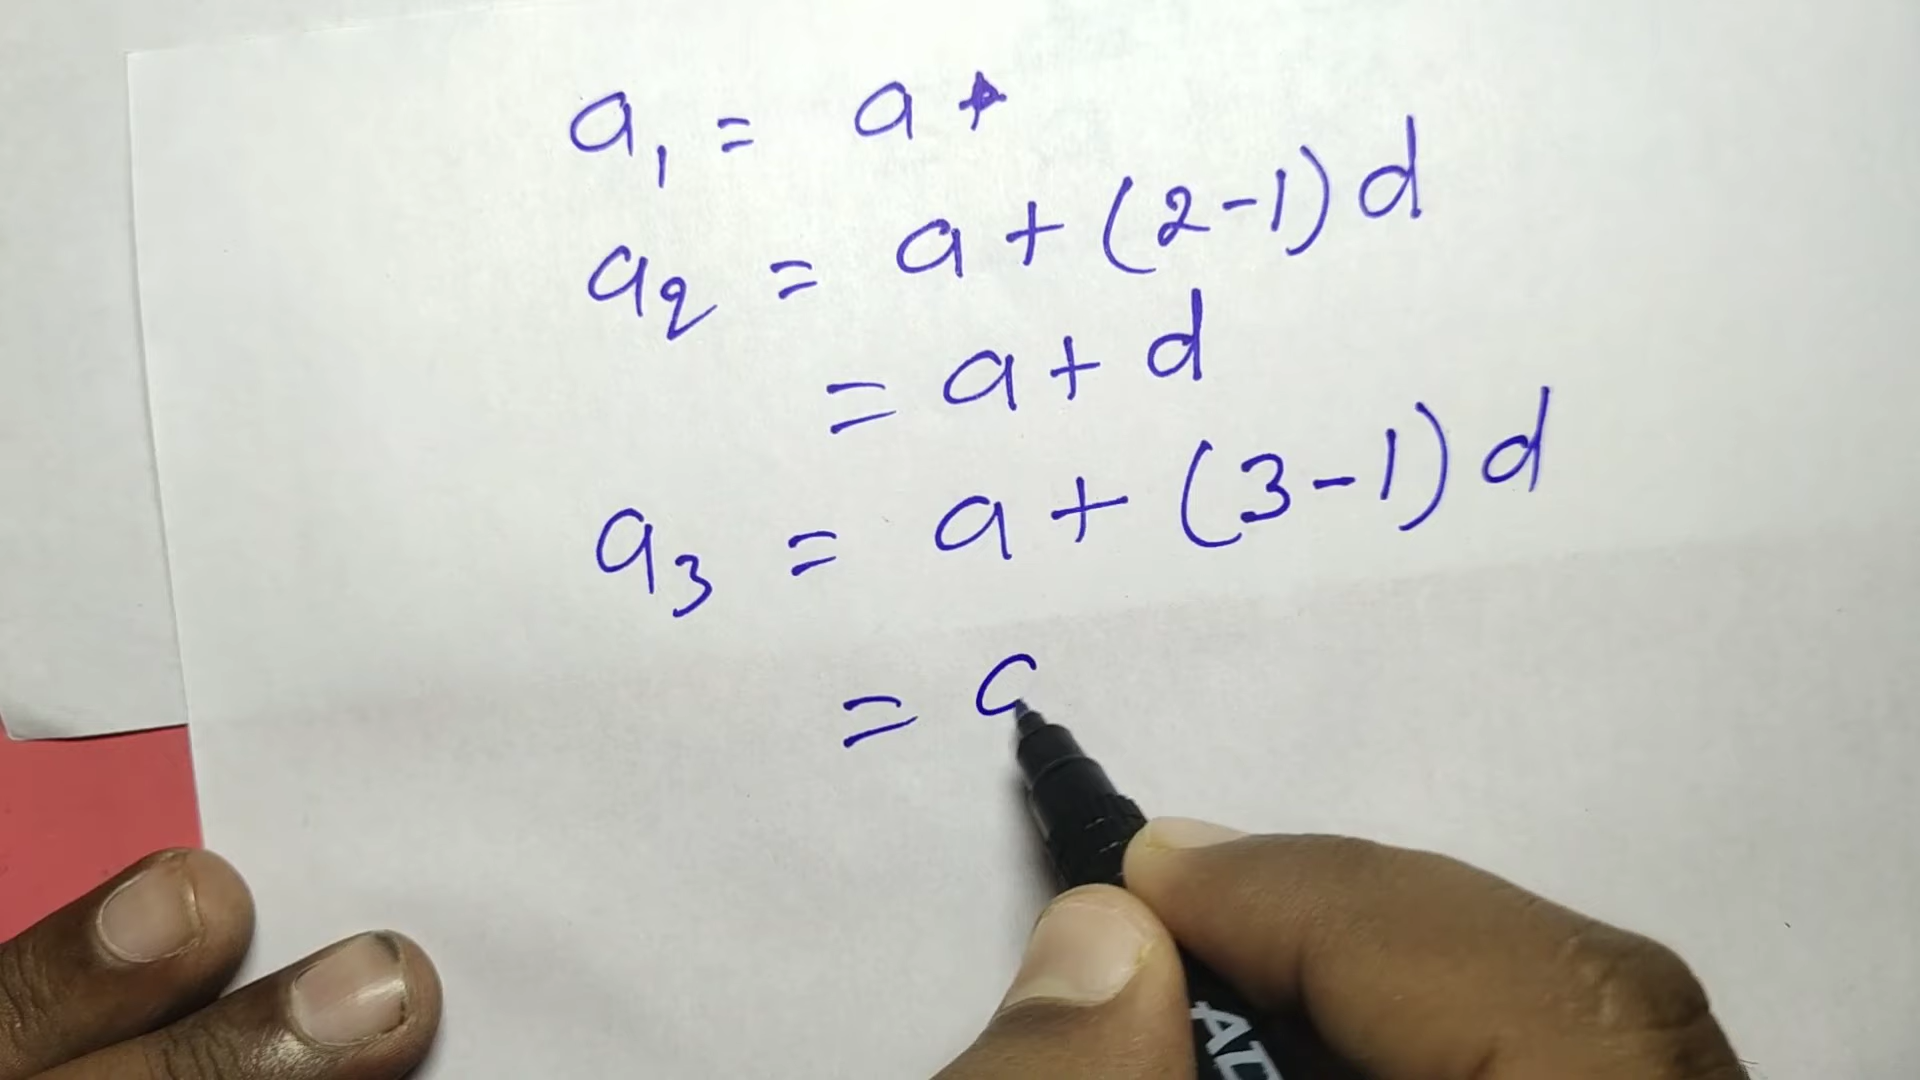 a₁ = a +
a₂ = a + (2-1) d
= a + d
a₃ = a + (3-1) d
=